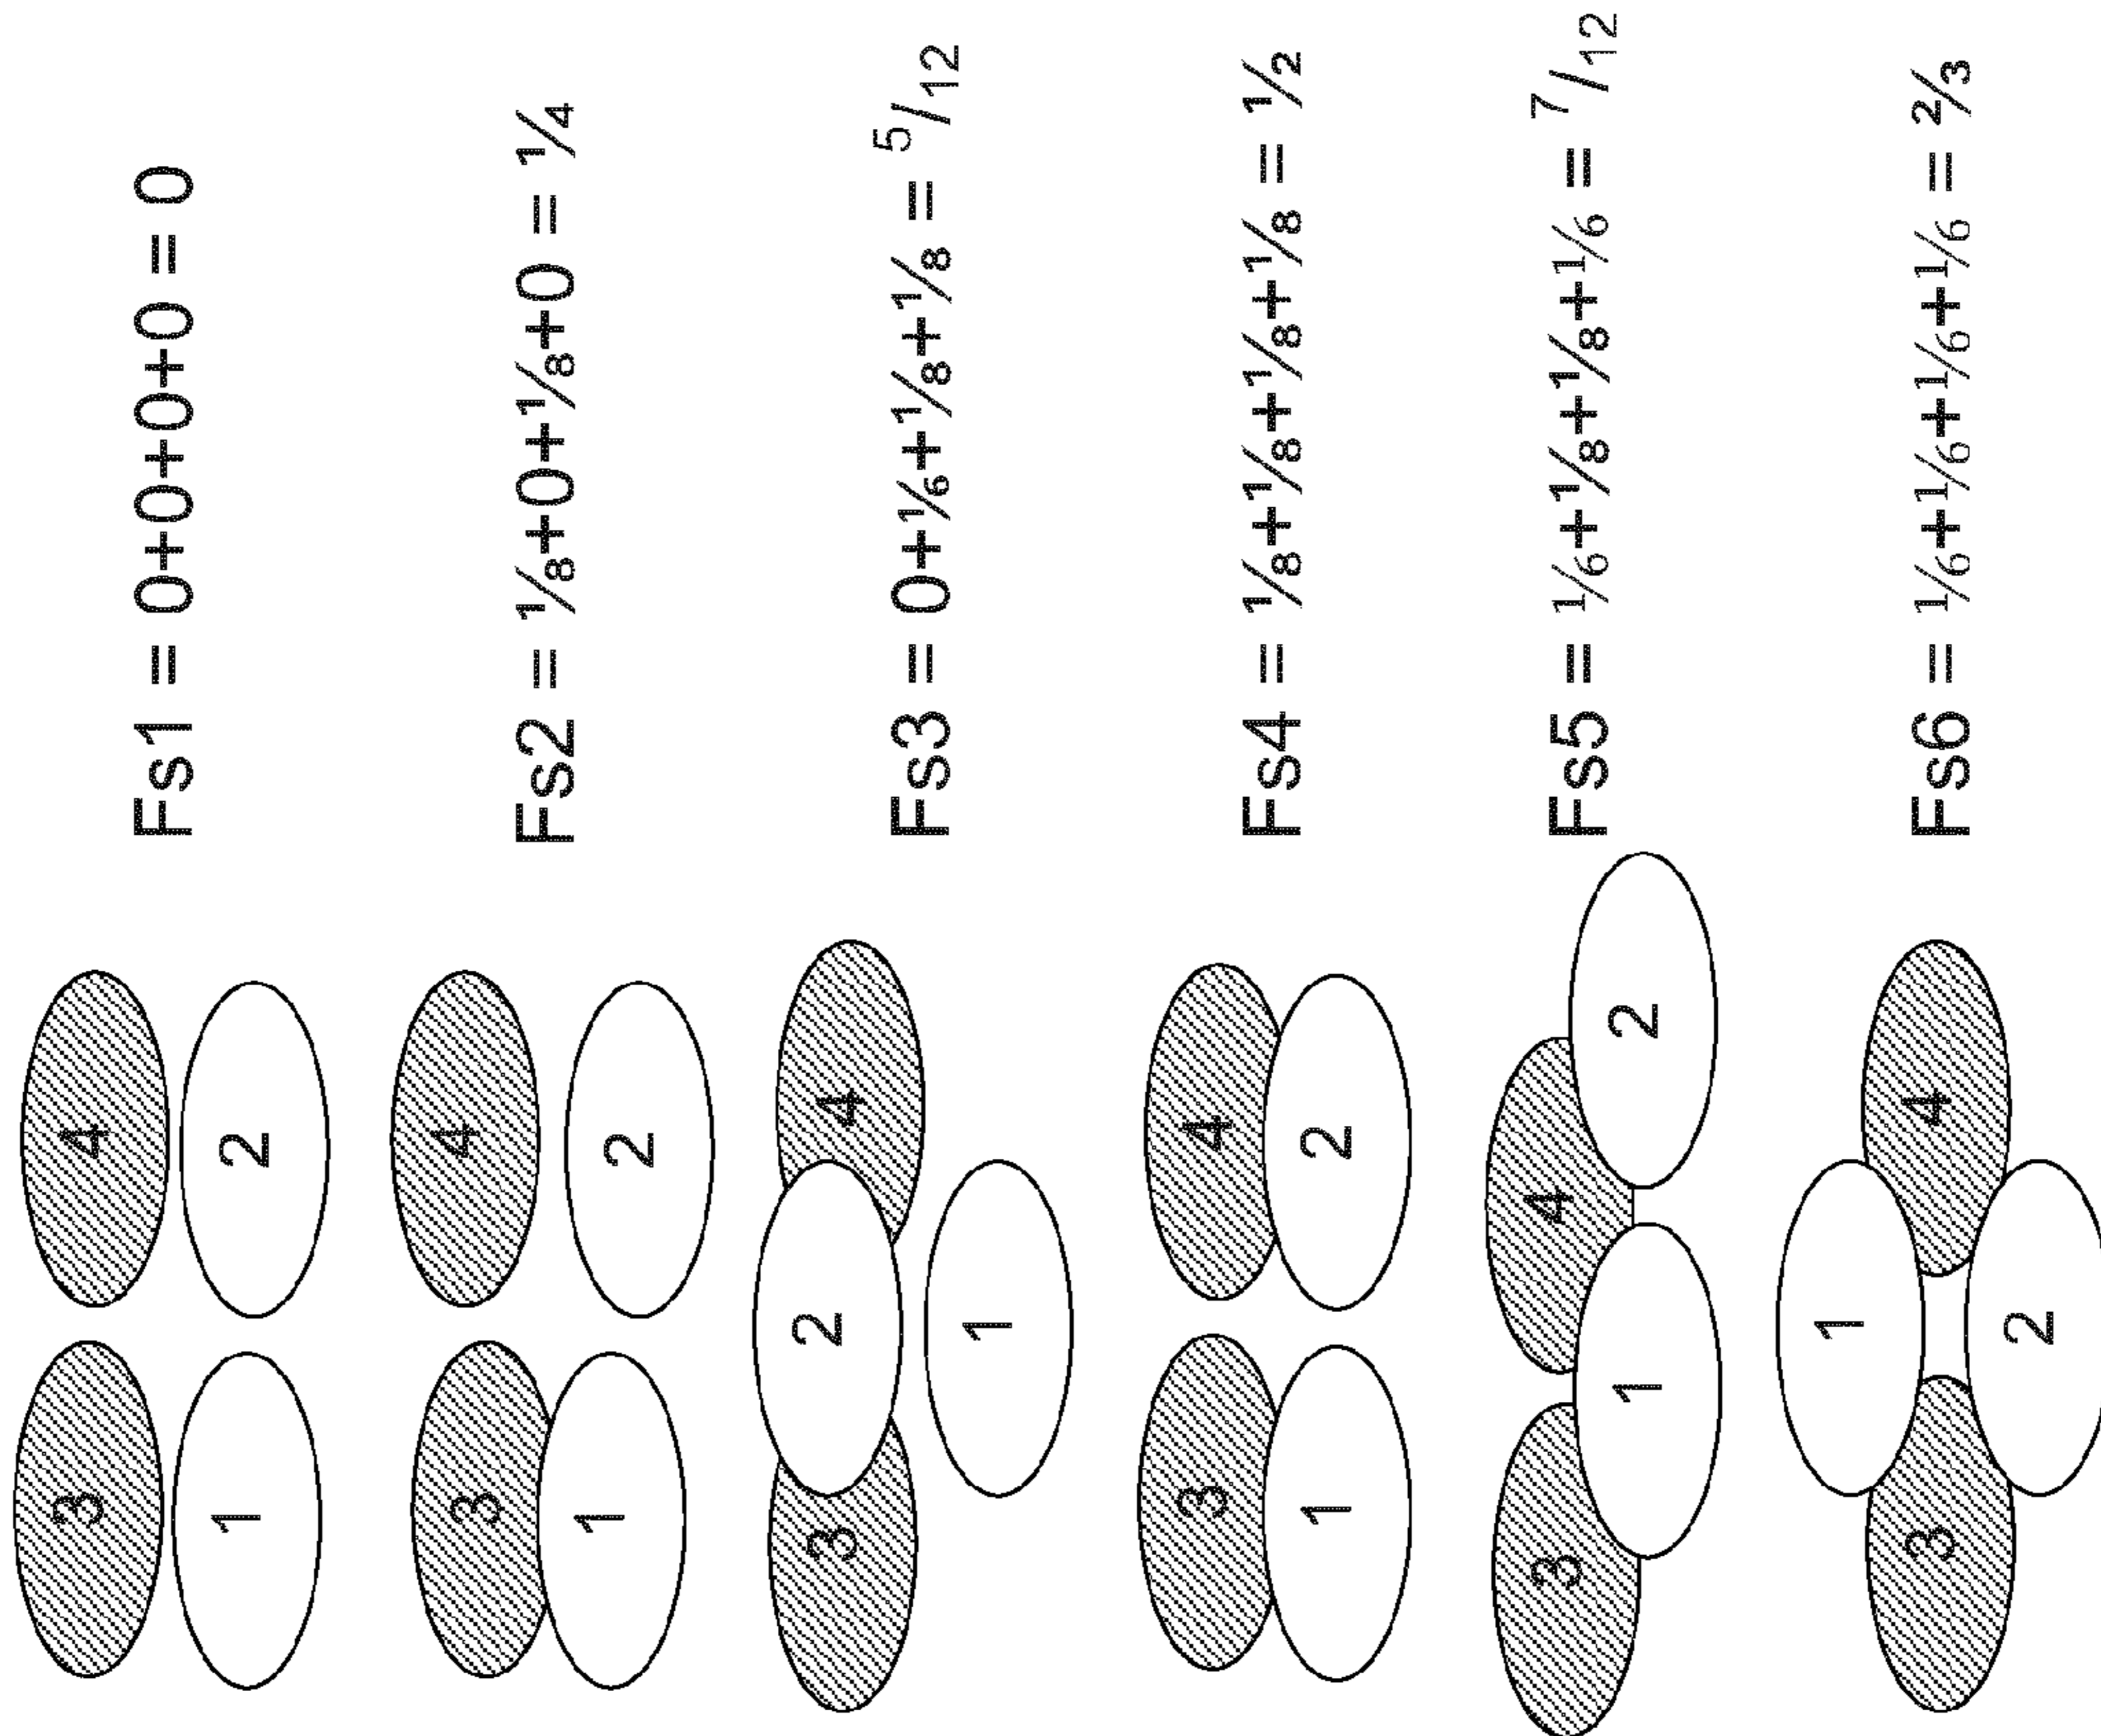 3 4
1 2
Fs1 = 0+0+0+0 = 0
3 4
1 2
Fs2 = ⅛+0+⅛+0 = ¼
3 2 4
1
Fs3 = 0+⅙+⅛+⅛ = 5/12
3 4
1 2
Fs4 = ⅛+⅛+⅛+⅛ = ½
3 4
1 2
Fs5 = ⅙+⅛+⅛+⅙ = 7/12
1
3 4
2
Fs6 = ⅙+⅙+⅙+⅙ = ⅔